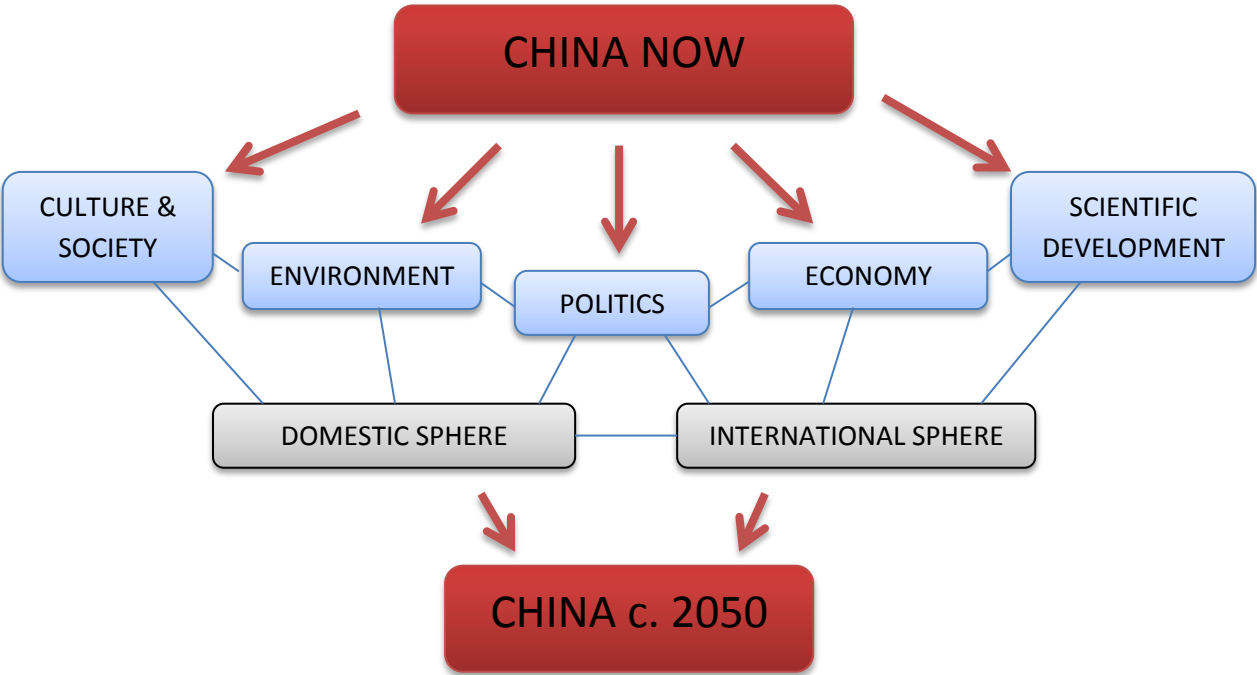 CHINA NOW
CULTURE &
SOCIETY
ENVIRONMENT
POLITICS
ECONOMY
SCIENTIFIC
DEVELOPMENT
DOMESTIC SPHERE
INTERNATIONAL SPHERE
CHINA c. 2050